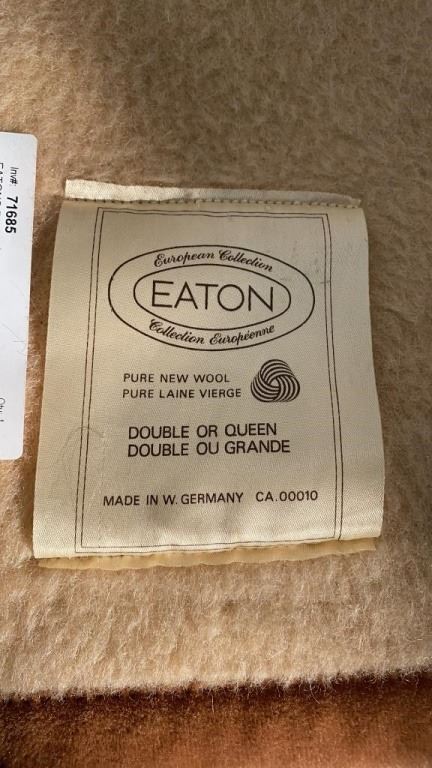 Inv#: 71685
European Collection
EATON
Collection Européenne
PURE NEW WOOL
PURE LAINE VIERGE
DOUBLE OR QUEEN
DOUBLE OU GRANDE
MADE IN W. GERMANY CA.00010